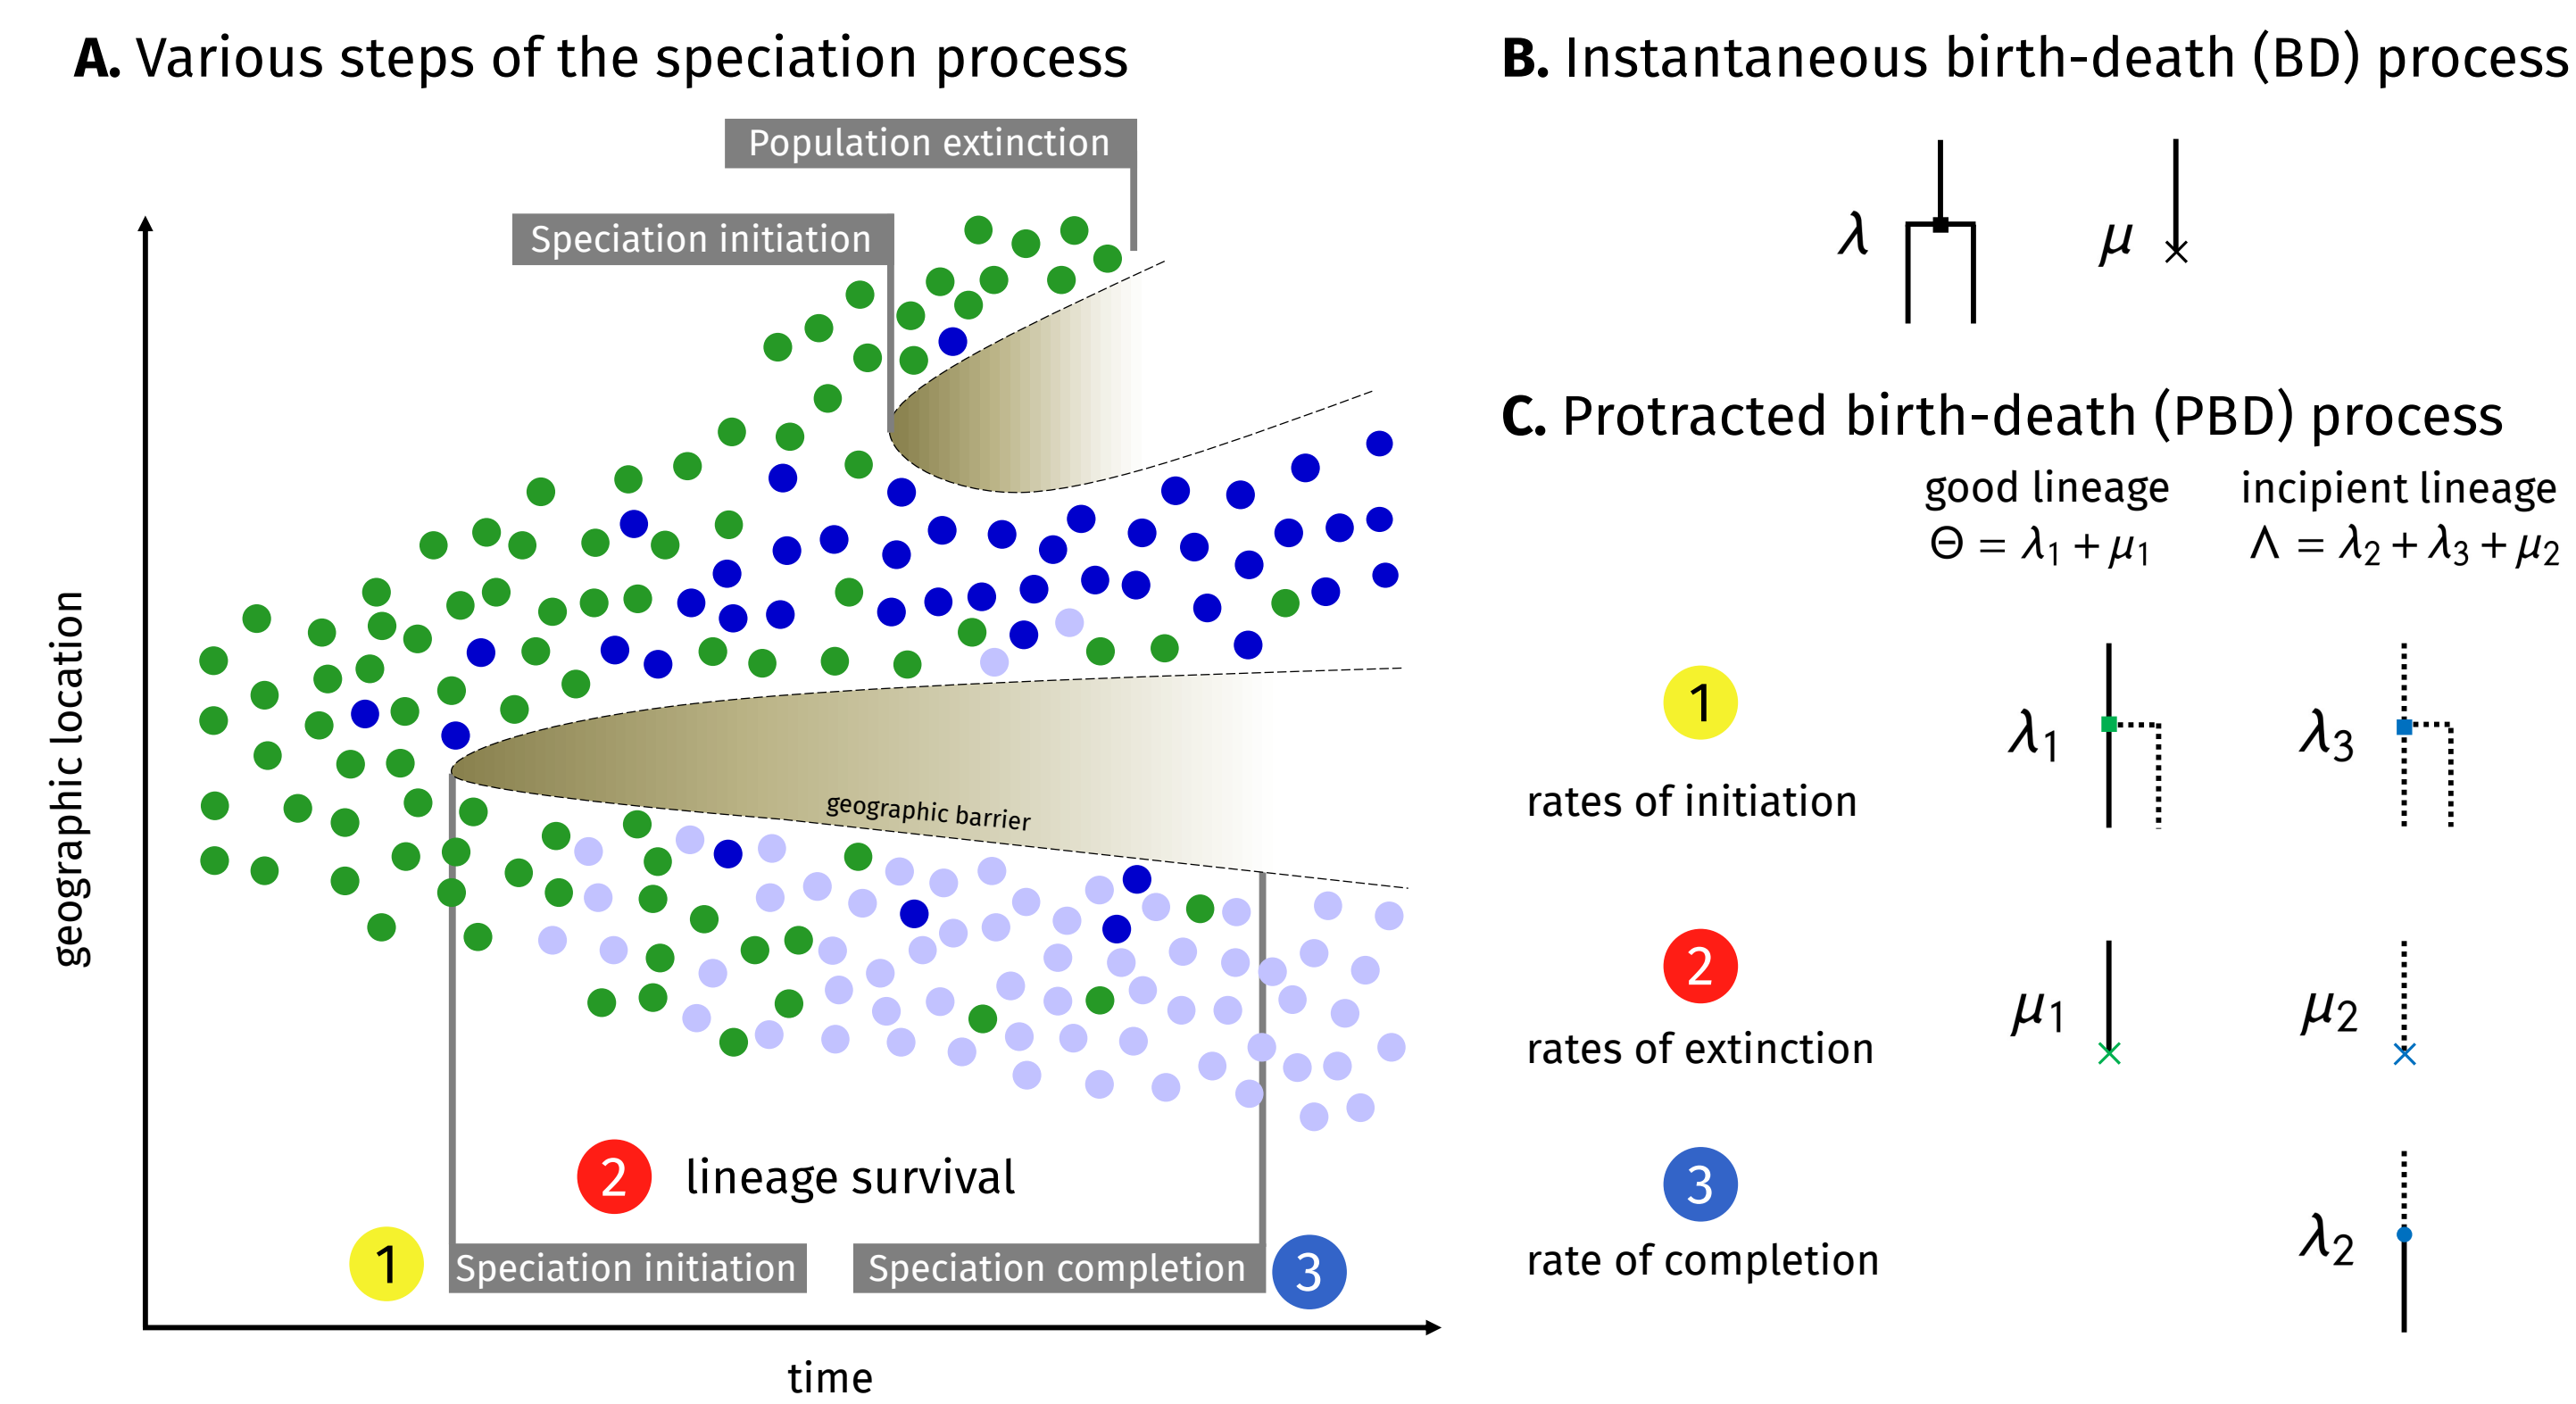 A. Various steps of the speciation process
Population extinction
Speciation initiation
geographic location
geographic barrier
2 lineage survival
1 Speciation initiation
Speciation completion 3
time
B. Instantaneous birth-death (BD) process
λ
μ
C. Protracted birth-death (PBD) process
good lineage
Θ = λ1 + μ1
incipient lineage
Λ = λ2 + λ3 + μ2
1
rates of initiation
λ1
λ3
2
rates of extinction
μ1
μ2
3
rate of completion
λ2